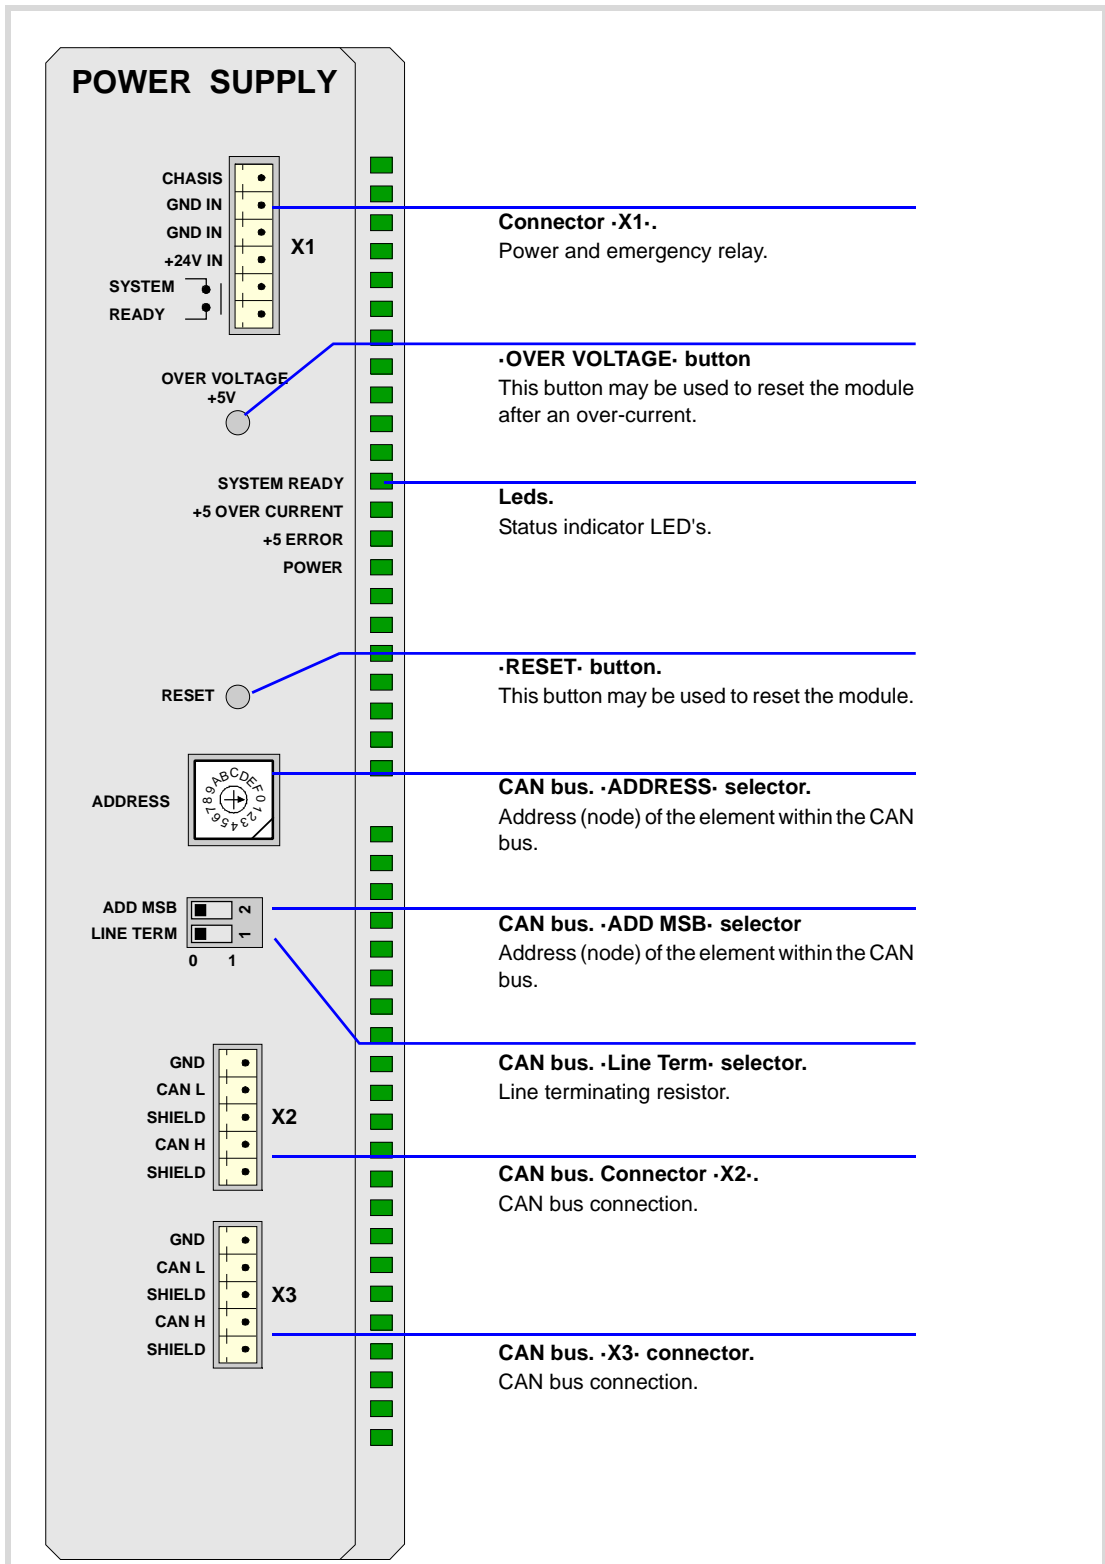 POWER SUPPLY
CHASIS
GND IN
GND IN
+24V IN
SYSTEM
READY
X1
Connector ·X1·.
Power and emergency relay.
OVER VOLTAGE
+5V
·OVER VOLTAGE· button
This button may be used to reset the module
after an over-current.
SYSTEM READY
+5 OVER CURRENT
+5 ERROR
POWER
Leds.
Status indicator LED's.
RESET
·RESET· button.
This button may be used to reset the module.
ADDRESS
0123456789ABCDEF
CAN bus. ·ADDRESS· selector.
Address (node) of the element within the CAN
bus.
ADD MSB
2
LINE TERM
1
0 1
CAN bus. ·ADD MSB· selector
Address (node) of the element within the CAN
bus.
CAN bus. ·Line Term· selector.
Line terminating resistor.
GND
CAN L
SHIELD
CAN H
SHIELD
X2
CAN bus. Connector ·X2·.
CAN bus connection.
GND
CAN L
SHIELD
CAN H
SHIELD
X3
CAN bus. ·X3· connector.
CAN bus connection.